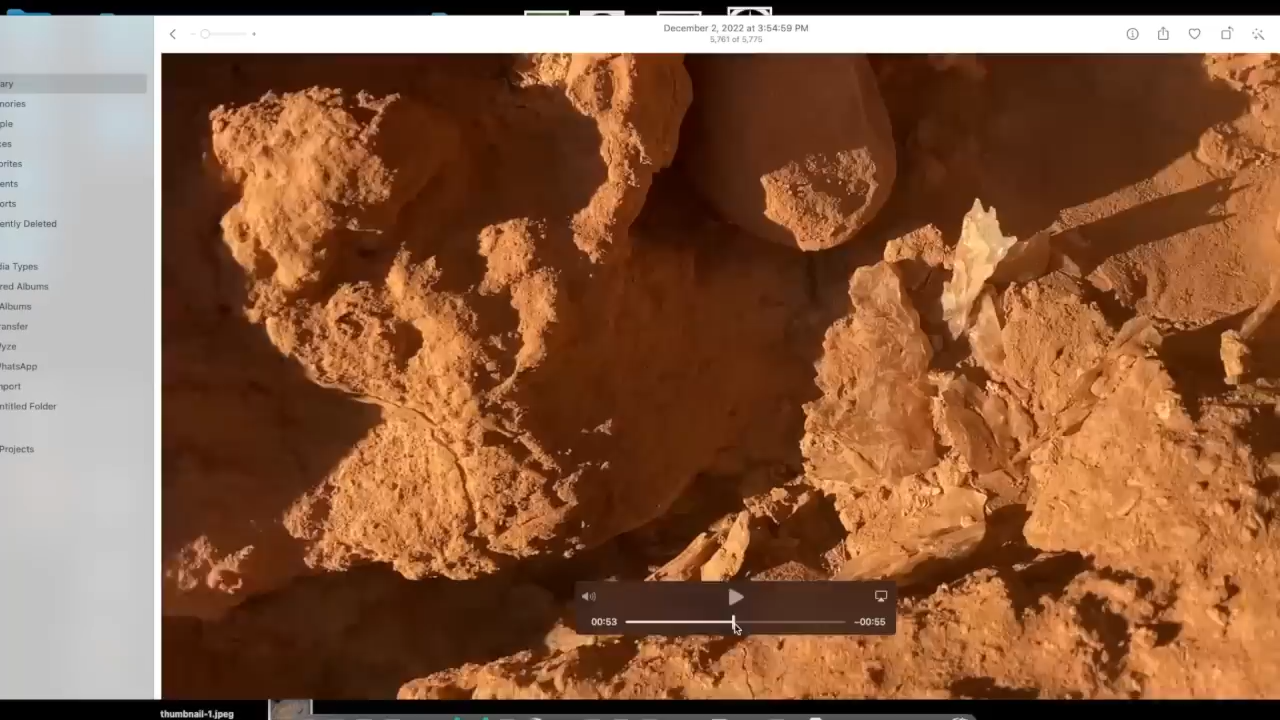 December 2, 2022 at 3:54:59 PM
5,761 of 5,775
ary
mories
ple
ces
orites
ents
orts
ently Deleted
dia Types
red Albums
Albums
ransfer
yze
hatsApp
mport
ntitled Folder
Projects
00:53
-00:55
thumbnail-1.jpeg